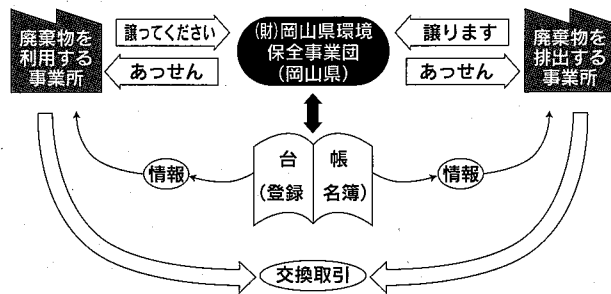 廃棄物を
利用する
事業所
譲ってください
あっせん
(財)岡山県環境
保全事業団
(岡山県)
譲ります
あっせん
廃棄物を
排出する
事業所
情報
台 帳
(登録 名簿)
情報
交換取引